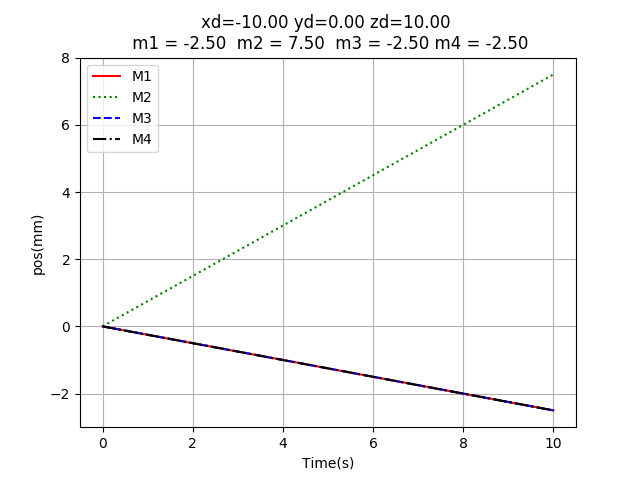 xd=-10.00 yd=0.00 zd=10.00
m1 = -2.50  m2 = 7.50  m3 = -2.50 m4 = -2.50
M1
M2
M3
M4
8
6
4
2
0
−2
pos(mm)
0 2 4 6 8 10
Time(s)